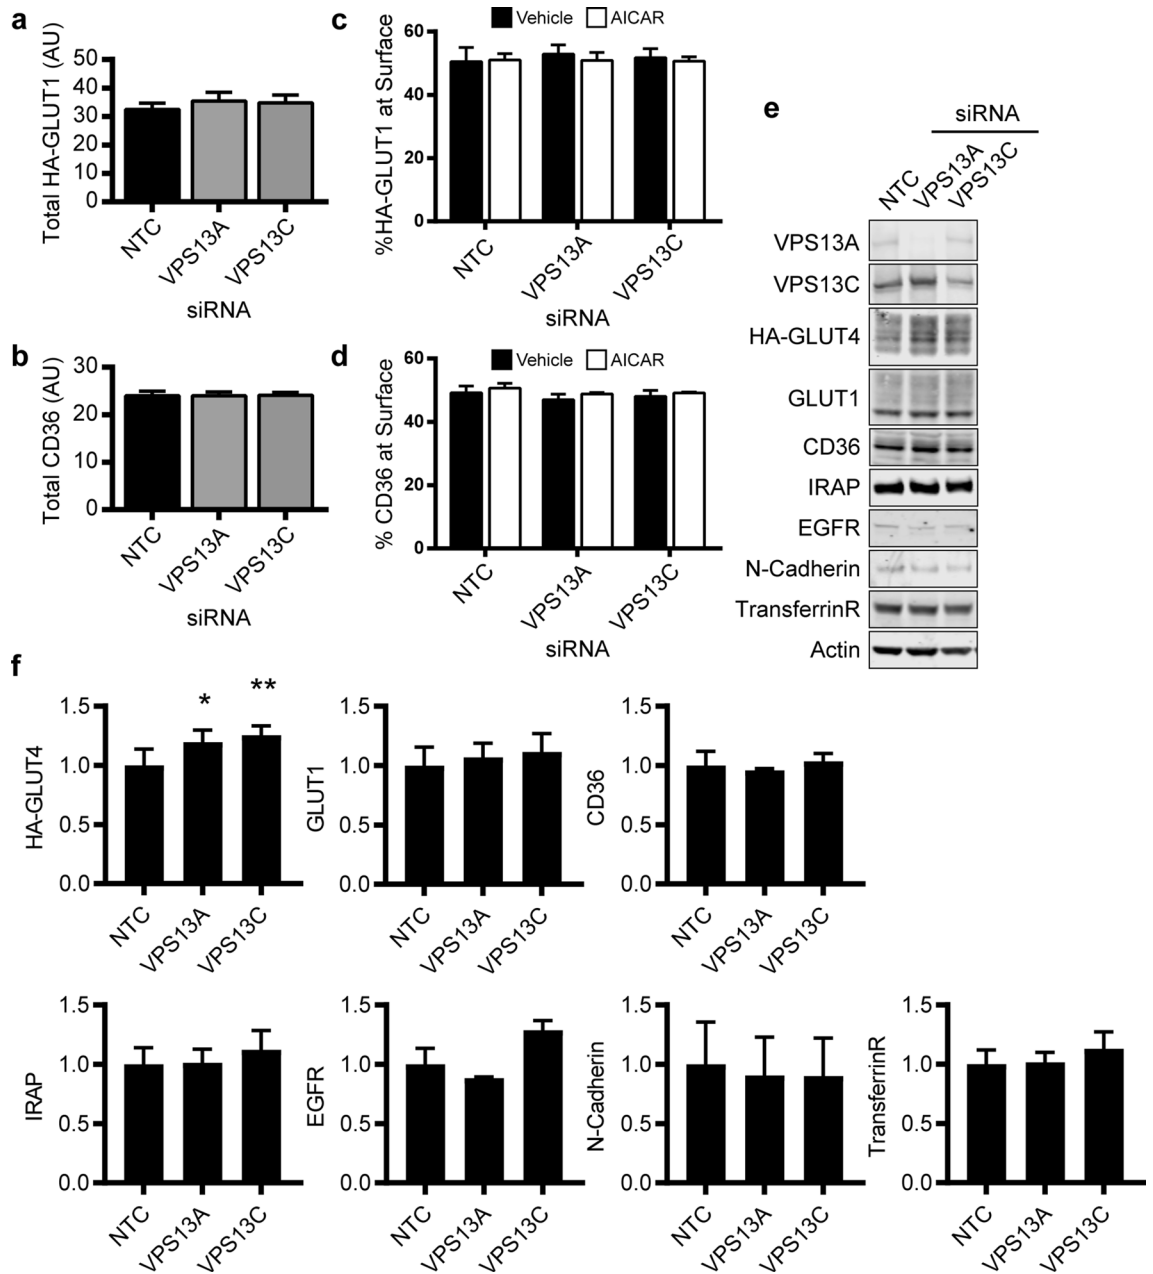 a
Total HA-GLUT1 (AU)
50
40
30
20
10
0
NTC
VPS13A
VPS13C
siRNA
c
Vehicle AICAR
%HA-GLUT1 at Surface
60
40
20
0
NTC
VPS13A
VPS13C
siRNA
b
Total CD36 (AU)
30
20
10
0
NTC
VPS13A
VPS13C
siRNA
d
Vehicle AICAR
% CD36 at Surface
60
40
20
0
NTC
VPS13A
VPS13C
siRNA
e
siRNA
NTC
VPS13A
VPS13C
VPS13A
VPS13C
HA-GLUT4
GLUT1
CD36
IRAP
EGFR
N-Cadherin
TransferrinR
Actin
f
HA-GLUT4
1.5
1.0
0.5
0.0
*
**
NTC
VPS13A
VPS13C
GLUT1
1.5
1.0
0.5
0.0
NTC
VPS13A
VPS13C
CD36
1.5
1.0
0.5
0.0
NTC
VPS13A
VPS13C
IRAP
1.5
1.0
0.5
0.0
NTC
VPS13A
VPS13C
EGFR
1.5
1.0
0.5
0.0
NTC
VPS13A
VPS13C
N-Cadherin
1.5
1.0
0.5
0.0
NTC
VPS13A
VPS13C
TransferrinR
1.5
1.0
0.5
0.0
NTC
VPS13A
VPS13C